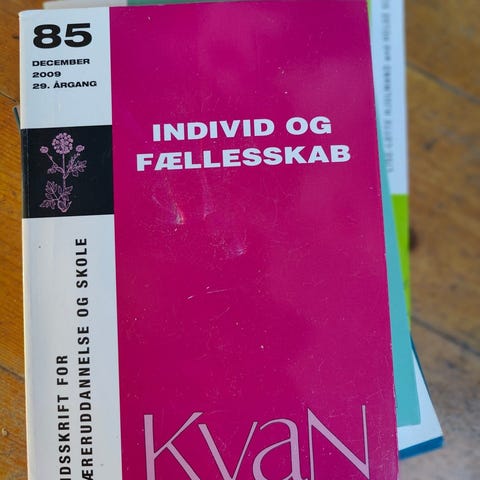 85
DECEMBER
2009
29. ÅRGANG
INDIVID OG
FÆLLESSKAB
IDSSKRIFT FOR
ÆRERUDDANNELSE OG SKOLE
KvaN